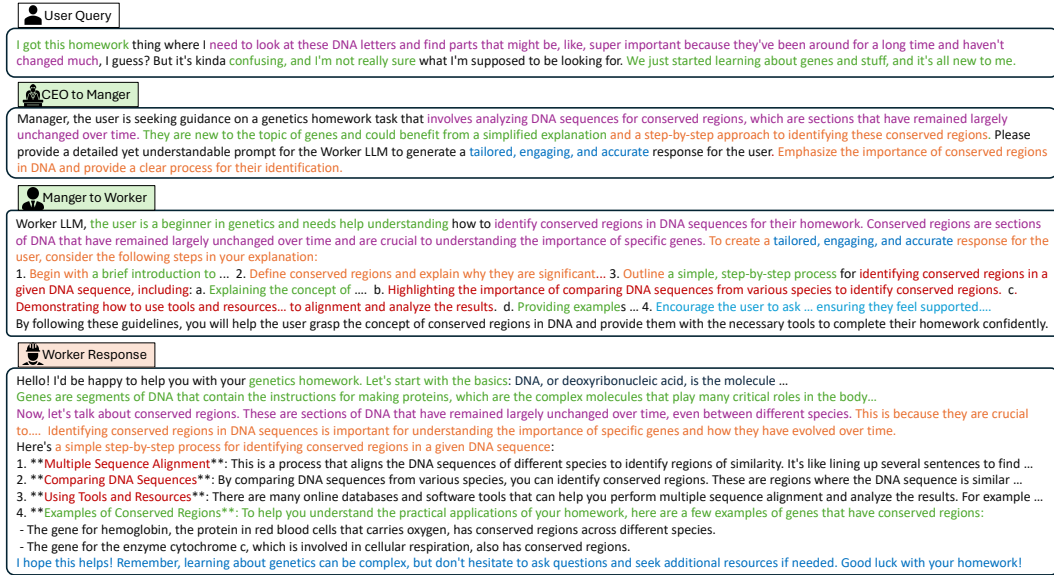 User Query
I got this homework thing where I need to look at these DNA letters and find parts that might be, like, super important because they've been around for a long time and haven't
changed much, I guess? But it's kinda confusing, and I'm not really sure what I'm supposed to be looking for. We just started learning about genes and stuff, and it's all new to me.
CEO to Manger
Manager, the user is seeking guidance on a genetics homework task that involves analyzing DNA sequences for conserved regions, which are sections that have remained largely
unchanged over time. They are new to the topic of genes and could benefit from a simplified explanation and a step-by-step approach to identifying these conserved regions. Please
provide a detailed yet understandable prompt for the Worker LLM to generate a tailored, engaging, and accurate response for the user. Emphasize the importance of conserved regions
in DNA and provide a clear process for their identification.
Manger to Worker
Worker LLM, the user is a beginner in genetics and needs help understanding how to identify conserved regions in DNA sequences for their homework. Conserved regions are sections
of DNA that have remained largely unchanged over time and are crucial to understanding the importance of specific genes. To create a tailored, engaging, and accurate response for the
user, consider the following steps in your explanation:
1. Begin with a brief introduction to ... 2. Define conserved regions and explain why they are significant... 3. Outline a simple, step-by-step process for identifying conserved regions in a
given DNA sequence, including: a. Explaining the concept of .... b. Highlighting the importance of comparing DNA sequences from various species to identify conserved regions. c.
Demonstrating how to use tools and resources... to alignment and analyze the results. d. Providing examples ... 4. Encourage the user to ask ... ensuring they feel supported....
By following these guidelines, you will help the user grasp the concept of conserved regions in DNA and provide them with the necessary tools to complete their homework confidently.
Worker Response
Hello! I'd be happy to help you with your genetics homework. Let's start with the basics: DNA, or deoxyribonucleic acid, is the molecule ...
Genes are segments of DNA that contain the instructions for making proteins, which are the complex molecules that play many critical roles in the body...
Now, let's talk about conserved regions. These are sections of DNA that have remained largely unchanged over time, even between different species. This is because they are crucial
to.... Identifying conserved regions in DNA sequences is important for understanding the importance of specific genes and how they have evolved over time.
Here's a simple step-by-step process for identifying conserved regions in a given DNA sequence:
1. **Multiple Sequence Alignment**: This is a process that aligns the DNA sequences of different species to identify regions of similarity. It's like lining up several sentences to find ...
2. **Comparing DNA Sequences**: By comparing DNA sequences from various species, you can identify conserved regions. These are regions where the DNA sequence is similar ...
3. **Using Tools and Resources**: There are many online databases and software tools that can help you perform multiple sequence alignment and analyze the results. For example ...
4. **Examples of Conserved Regions**: To help you understand the practical applications of your homework, here are a few examples of genes that have conserved regions:
- The gene for hemoglobin, the protein in red blood cells that carries oxygen, has conserved regions across different species.
- The gene for the enzyme cytochrome c, which is involved in cellular respiration, also has conserved regions.
I hope this helps! Remember, learning about genetics can be complex, but don't hesitate to ask questions and seek additional resources if needed. Good luck with your homework!